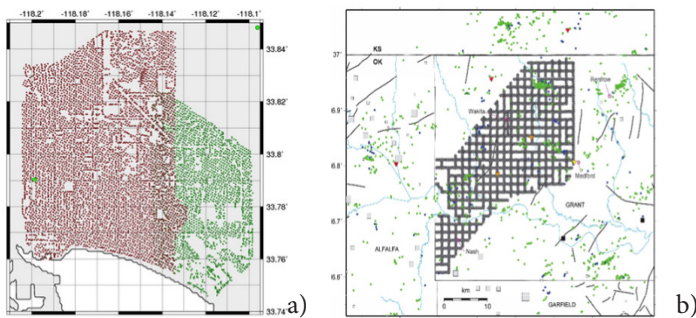 -118.2° -118.18° -118.16° -118.14° -118.12° -118.1°
33.84°
33.82°
33.8°
33.78°
33.76°
33.74°
a)
KS
OK
37°
6.9°
6.8°
6.7°
6.6°
Wakita
Renfrow
Medford
GRANT
ALFALFA
Nash
km
0 10
GARFIELD
b)